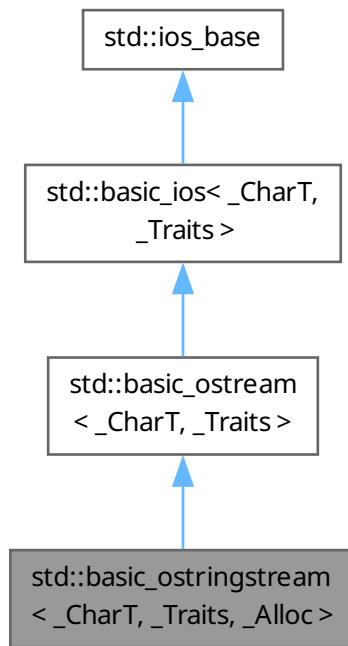 std::ios_base
std::basic_ios< _CharT,
_Traits >
std::basic_ostream
< _CharT, _Traits >
std::basic_ostringstream
< _CharT, _Traits, _Alloc >